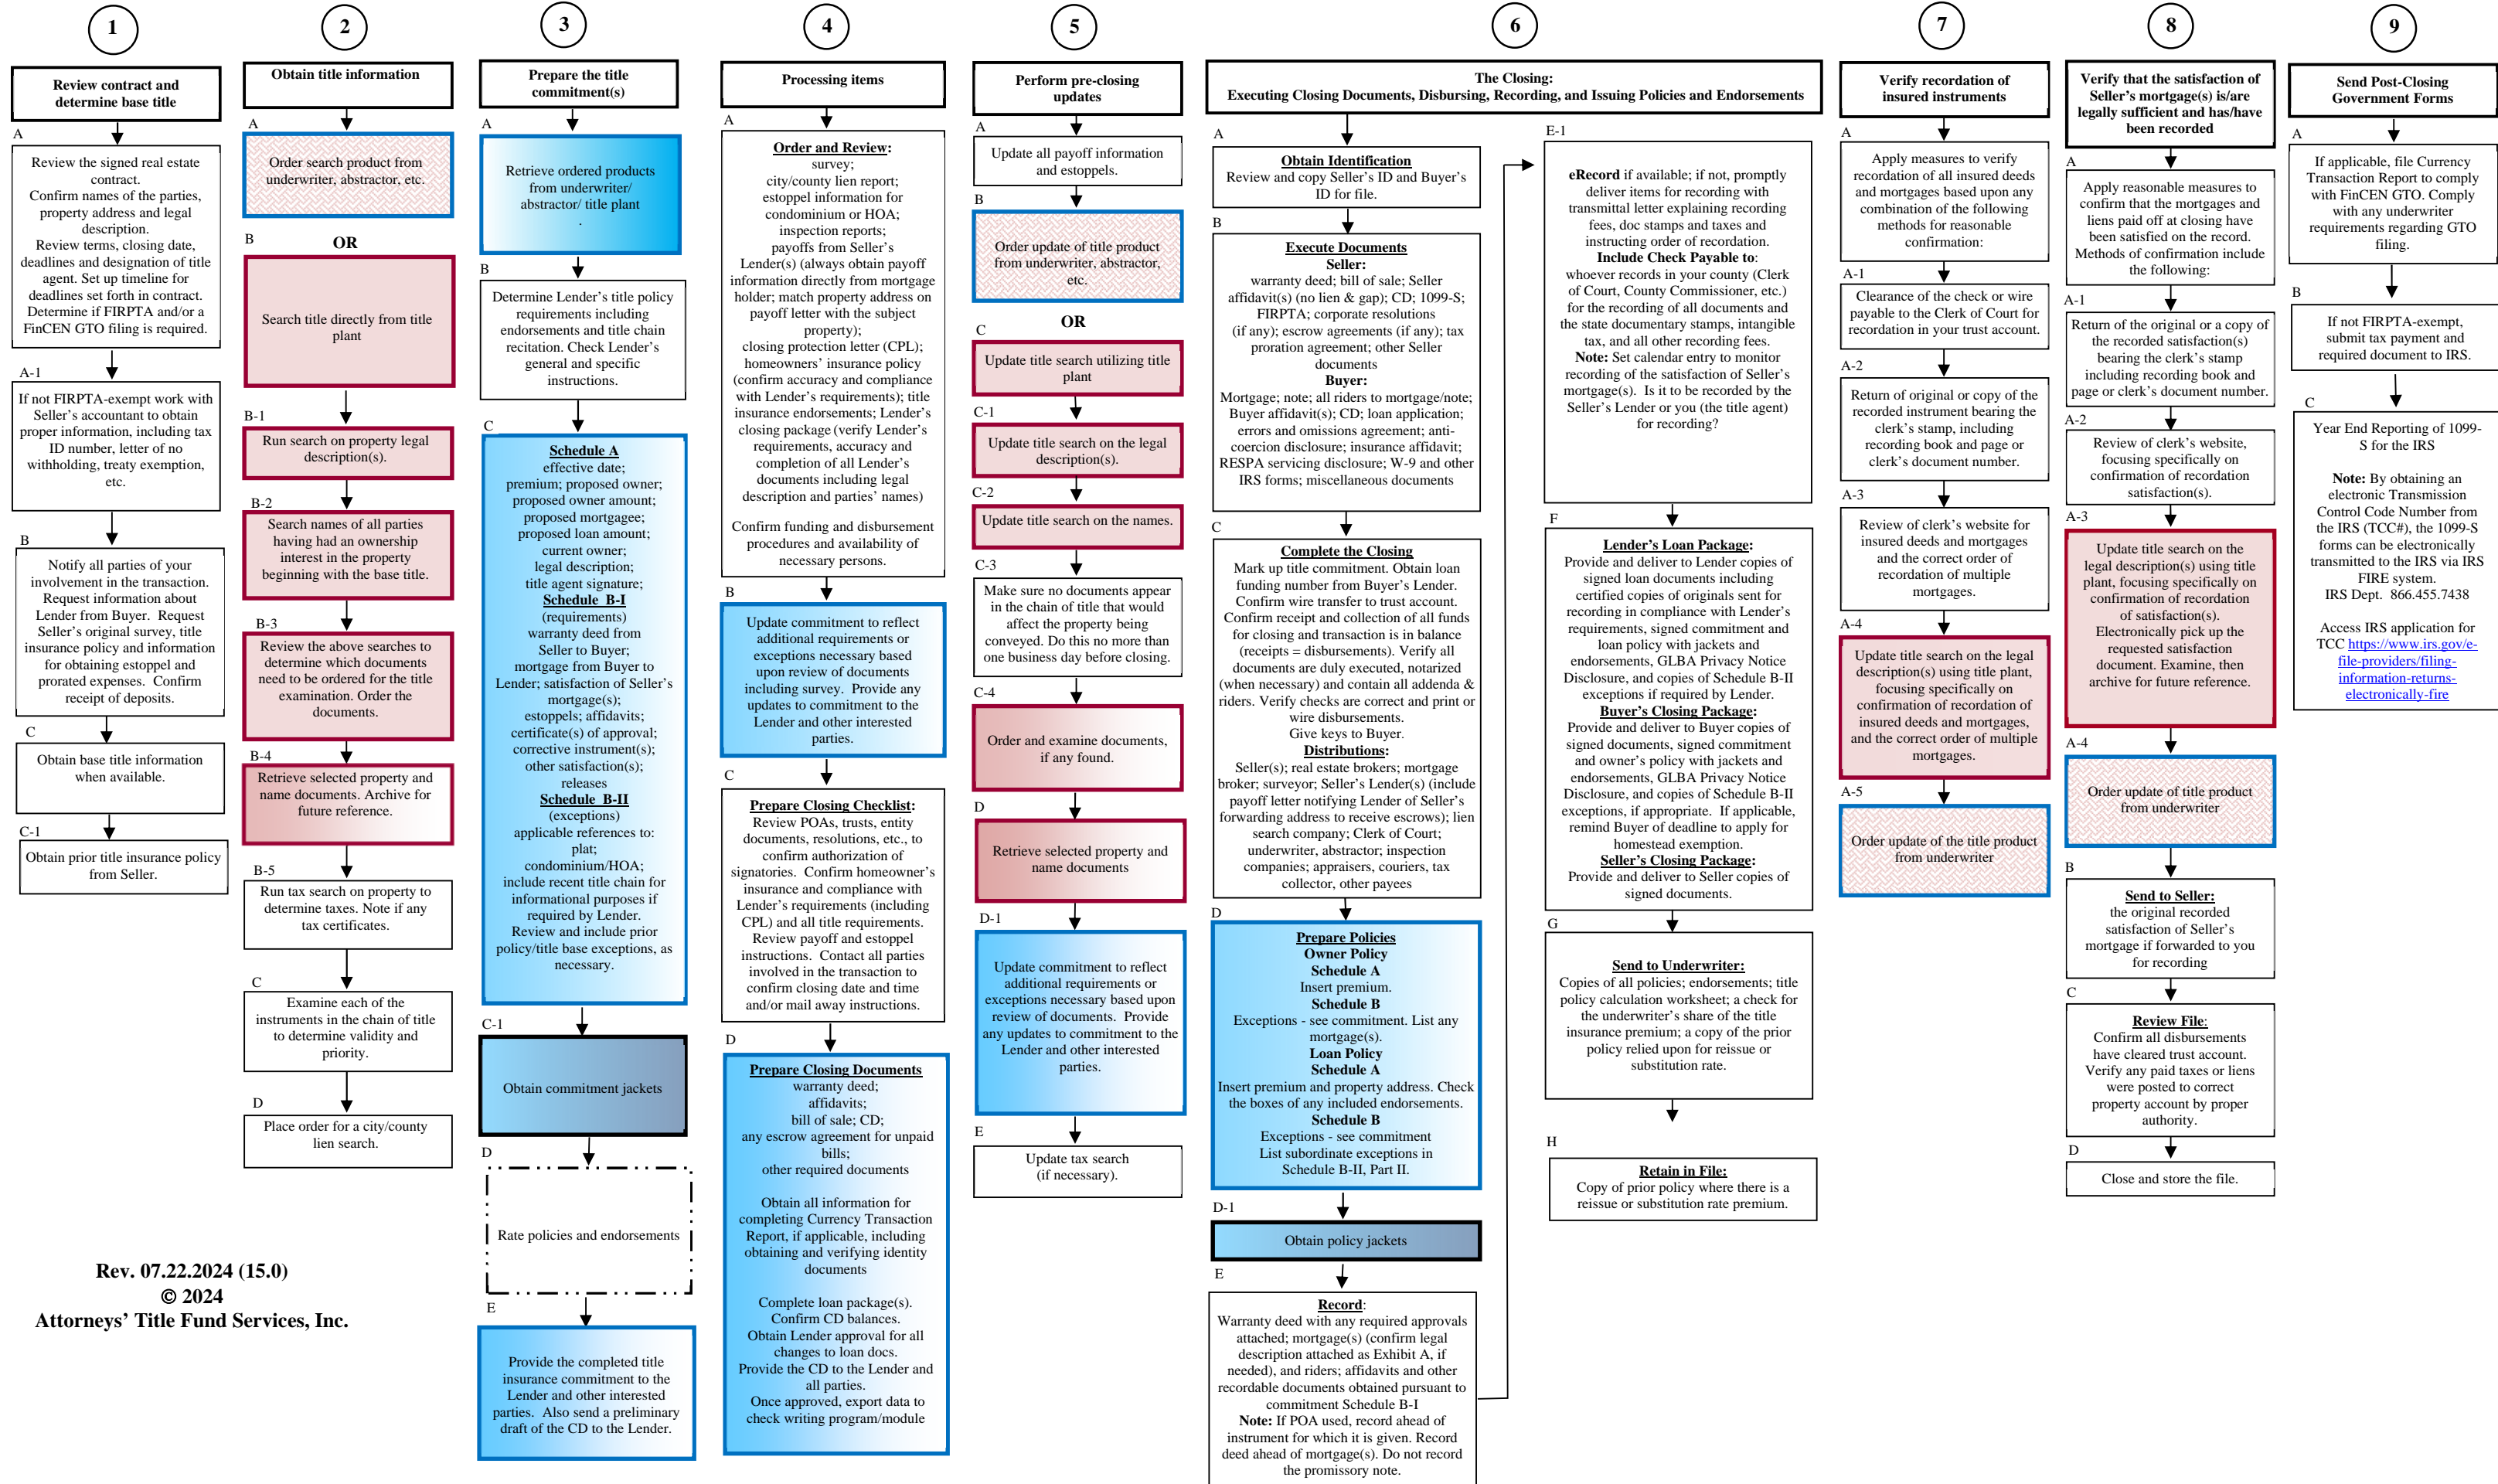 1
Review contract and
determine base title
A
Review the signed real estate
contract.
Confirm names of the parties,
property address and legal
description.
Review terms, closing date,
deadlines and designation of title
agent. Set up timeline for
deadlines set forth in contract.
Determine if FIRPTA and/or a
FinCEN GTO filing is required.
A-1
If not FIRPTA-exempt work with
Seller's accountant to obtain
proper information, including tax
ID number, letter of no
withholding, treaty exemption,
etc.
B
Notify all parties of your
involvement in the transaction.
Request information about
Lender from Buyer. Request
Seller's original survey, title
insurance policy and information
for obtaining estoppel and
prorated expenses. Confirm
receipt of deposits.
C
Obtain base title information
when available.
C-1
Obtain prior title insurance policy
from Seller.
Rev. 07.22.2024 (15.0)
© 2024
Attorneys' Title Fund Services, Inc.
2
Obtain title information
A
Order search product from
underwriter, abstractor, etc.
B
OR
Search title directly from title
plant
B-1
Run search on property legal
description(s).
B-2
Search names of all parties
having had an ownership
interest in the property
beginning with the base title.
B-3
Review the above searches to
determine which documents
need to be ordered for the title
examination. Order the
documents.
B-4
Retrieve selected property and
name documents. Archive for
future reference.
B-5
Run tax search on property to
determine taxes. Note if any
tax certificates.
C
Examine each of the
instruments in the chain of title
to determine validity and
priority.
D
Place order for a city/county
lien search.
3
Prepare the title
commitment(s)
A
Retrieve ordered products
from underwriter/
abstractor/ title plant
.
B
Determine Lender's title policy
requirements including
endorsements and title chain
recitation. Check Lender's
general and specific
instructions.
C
Schedule A
effective date;
premium; proposed owner;
proposed owner amount;
proposed mortgagee;
proposed loan amount;
current owner;
legal description;
title agent signature;
Schedule B-I
(requirements)
warranty deed from
Seller to Buyer;
mortgage from Buyer to
Lender; satisfaction of Seller's
mortgage(s);
estoppels; affidavits;
certificate(s) of approval;
corrective instrument(s);
other satisfaction(s);
releases
Schedule B-II
(exceptions)
applicable references to:
plat;
condominium/HOA;
include recent title chain for
informational purposes if
required by Lender.
Review and include prior
policy/title base exceptions, as
necessary.
C-1
Obtain commitment jackets
D
Rate policies and endorsements
E
Provide the completed title
insurance commitment to the
Lender and other interested
parties. Also send a preliminary
draft of the CD to the Lender.
4
Processing items
A
Order and Review:
survey;
city/county lien report;
estoppel information for
condominium or HOA;
inspection reports;
payoffs from Seller's
Lender(s) (always obtain payoff
information directly from mortgage
holder; match property address on
payoff letter with the subject
property);
closing protection letter (CPL);
homeowners' insurance policy
(confirm accuracy and compliance
with Lender's requirements); title
insurance endorsements; Lender's
closing package (verify Lender's
requirements, accuracy and
completion of all Lender's
documents including legal
description and parties' names)
Confirm funding and disbursement
procedures and availability of
necessary persons.
B
Update commitment to reflect
additional requirements or
exceptions necessary based
upon review of documents
including survey. Provide any
updates to commitment to the
Lender and other interested
parties.
C
Prepare Closing Checklist:
Review POAs, trusts, entity
documents, resolutions, etc., to
confirm authorization of
signatories. Confirm homeowner's
insurance and compliance with
Lender's requirements (including
CPL) and all title requirements.
Review payoff and estoppel
instructions. Contact all parties
involved in the transaction to
confirm closing date and time
and/or mail away instructions.
D
Prepare Closing Documents
warranty deed;
affidavits;
bill of sale; CD;
any escrow agreement for unpaid
bills;
other required documents
Obtain all information for
completing Currency Transaction
Report, if applicable, including
obtaining and verifying identity
documents
Complete loan package(s).
Confirm CD balances.
Obtain Lender approval for all
changes to loan docs.
Provide the CD to the Lender and
all parties.
Once approved, export data to
check writing program/module
5
Perform pre-closing
updates
A
Update all payoff information
and estoppels.
B
Order update of title product
from underwriter, abstractor,
etc.
C
OR
Update title search utilizing title
plant
C-1
Update title search on the legal
description(s).
C-2
Update title search on the names.
C-3
Make sure no documents appear
in the chain of title that would
affect the property being
conveyed. Do this no more than
one business day before closing.
C-4
Order and examine documents,
if any found.
D
Retrieve selected property and
name documents
D-1
Update commitment to reflect
additional requirements or
exceptions necessary based upon
review of documents. Provide
any updates to commitment to the
Lender and other interested
parties.
E
Update tax search
(if necessary).
6
The Closing:
Executing Closing Documents, Disbursing, Recording, and Issuing Policies and Endorsements
A
Obtain Identification
Review and copy Seller's ID and Buyer's
ID for file.
B
Execute Documents
Seller:
warranty deed; bill of sale; Seller
affidavit(s) (no lien & gap); CD; 1099-S;
FIRPTA; corporate resolutions
(if any); escrow agreements (if any); tax
proration agreement; other Seller
documents
Buyer:
Mortgage; note; all riders to mortgage/note;
Buyer affidavit(s); CD; loan application;
errors and omissions agreement; anti-
coercion disclosure; insurance affidavit;
RESPA servicing disclosure; W-9 and other
IRS forms; miscellaneous documents
C
Complete the Closing
Mark up title commitment. Obtain loan
funding number from Buyer's Lender.
Confirm wire transfer to trust account.
Confirm receipt and collection of all funds
for closing and transaction is in balance
(receipts = disbursements). Verify all
documents are duly executed, notarized
(when necessary) and contain all addenda &
riders. Verify checks are correct and print or
wire disbursements.
Give keys to Buyer.
Distributions:
Seller(s); real estate brokers; mortgage
broker; surveyor; Seller's Lender(s) (include
payoff letter notifying Lender of Seller's
forwarding address to receive escrows); lien
search company; Clerk of Court;
underwriter, abstractor; inspection
companies; appraisers, couriers, tax
collector, other payees
D
Prepare Policies
Owner Policy
Schedule A
Insert premium.
Schedule B
Exceptions - see commitment. List any
mortgage(s).
Loan Policy
Schedule A
Insert premium and property address. Check
the boxes of any included endorsements.
Schedule B
Exceptions - see commitment
List subordinate exceptions in
Schedule B-II, Part II.
D-1
Obtain policy jackets
E
Record:
Warranty deed with any required approvals
attached; mortgage(s) (confirm legal
description attached as Exhibit A, if
needed), and riders; affidavits and other
recordable documents obtained pursuant to
commitment Schedule B-I
Note: If POA used, record ahead of
instrument for which it is given. Record
deed ahead of mortgage(s). Do not record
the promissory note.
E-1
eRecord if available; if not, promptly
deliver items for recording with
transmittal letter explaining recording
fees, doc stamps and taxes and
instructing order of recordation.
Include Check Payable to:
whoever records in your county (Clerk
of Court, County Commissioner, etc.)
for the recording of all documents and
the state documentary stamps, intangible
tax, and all other recording fees.
Note: Set calendar entry to monitor
recording of the satisfaction of Seller's
mortgage(s). Is it to be recorded by the
Seller's Lender or you (the title agent)
for recording?
F
Lender's Loan Package:
Provide and deliver to Lender copies of
signed loan documents including
certified copies of originals sent for
recording in compliance with Lender's
requirements, signed commitment and
loan policy with jackets and
endorsements, GLBA Privacy Notice
Disclosure, and copies of Schedule B-II
exceptions if required by Lender.
Buyer's Closing Package:
Provide and deliver to Buyer copies of
signed documents, signed commitment
and owner's policy with jackets and
endorsements, GLBA Privacy Notice
Disclosure, and copies of Schedule B-II
exceptions, if appropriate. If applicable,
remind Buyer of deadline to apply for
homestead exemption.
Seller's Closing Package:
Provide and deliver to Seller copies of
signed documents.
G
Send to Underwriter:
Copies of all policies; endorsements; title
policy calculation worksheet; a check for
the underwriter's share of the title
insurance premium; a copy of the prior
policy relied upon for reissue or
substitution rate.
H
Retain in File:
Copy of prior policy where there is a
reissue or substitution rate premium.
7
Verify recordation of
insured instruments
A
Apply measures to verify
recordation of all insured deeds
and mortgages based upon any
combination of the following
methods for reasonable
confirmation:
A-1
Clearance of the check or wire
payable to the Clerk of Court for
recordation in your trust account.
A-2
Return of original or copy of the
recorded instrument bearing the
clerk's stamp, including
recording book and page or
clerk's document number.
A-3
Review of clerk's website for
insured deeds and mortgages
and the correct order of
recordation of multiple
mortgages.
A-4
Update title search on the legal
description(s) using title plant,
focusing specifically on
confirmation of recordation of
insured deeds and mortgages,
and the correct order of multiple
mortgages.
A-5
Order update of the title product
from underwriter
8
Verify that the satisfaction of
Seller's mortgage(s) is/are
legally sufficient and has/have
been recorded
A
Apply reasonable measures to
confirm that the mortgages and
liens paid off at closing have
been satisfied on the record.
Methods of confirmation include
the following:
A-1
Return of the original or a copy of
the recorded satisfaction(s)
bearing the clerk's stamp
including recording book and
page or clerk's document number.
A-2
Review of clerk's website,
focusing specifically on
confirmation of recordation
satisfaction(s).
A-3
Update title search on the
legal description(s) using title
plant, focusing specifically on
confirmation of recordation
of satisfaction(s).
Electronically pick up the
requested satisfaction
document. Examine, then
archive for future reference.
A-4
Order update of title product
from underwriter
B
Send to Seller:
the original recorded
satisfaction of Seller's
mortgage if forwarded to you
for recording
C
Review File:
Confirm all disbursements
have cleared trust account.
Verify any paid taxes or liens
were posted to correct
property account by proper
authority.
D
Close and store the file.
9
Send Post-Closing
Government Forms
A
If applicable, file Currency
Transaction Report to comply
with FinCEN GTO. Comply
with any underwriter
requirements regarding GTO
filing.
B
If not FIRPTA-exempt,
submit tax payment and
required document to IRS.
C
Year End Reporting of 1099-
S for the IRS
Note: By obtaining an
electronic Transmission
Control Code Number from
the IRS (TCC#), the 1099-S
forms can be electronically
transmitted to the IRS via IRS
FIRE system.
IRS Dept. 866.455.7438
Access IRS application for
TCC https://www.irs.gov/e-
file-providers/filing-
information-returns-
electronically-fire